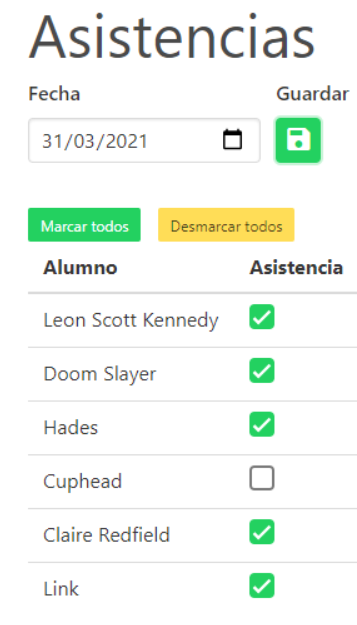 Asistencias
Fecha Guardar
31/03/2021
Marcar todos Desmarcar todos
Alumno Asistencia
Leon Scott Kennedy
Doom Slayer
Hades
Cuphead
Claire Redfield
Link